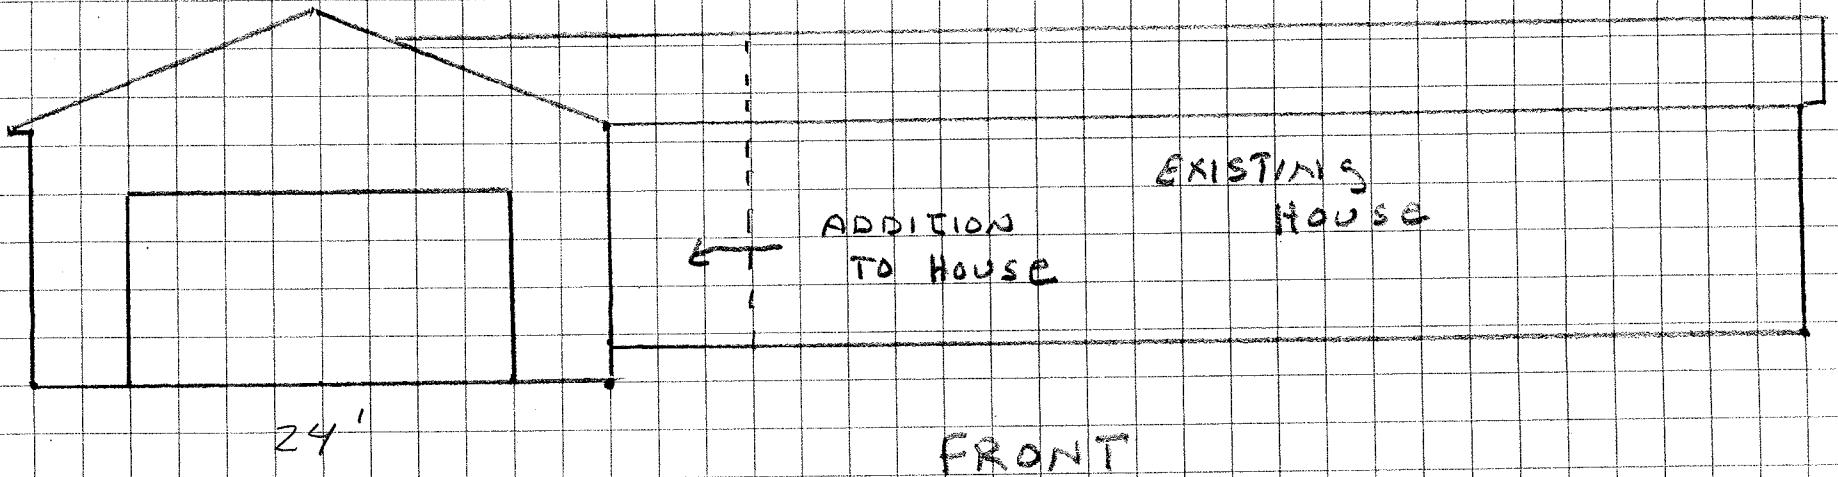 EXISTING
HOUSE
ADDITION
TO HOUSE
24'
FRONT